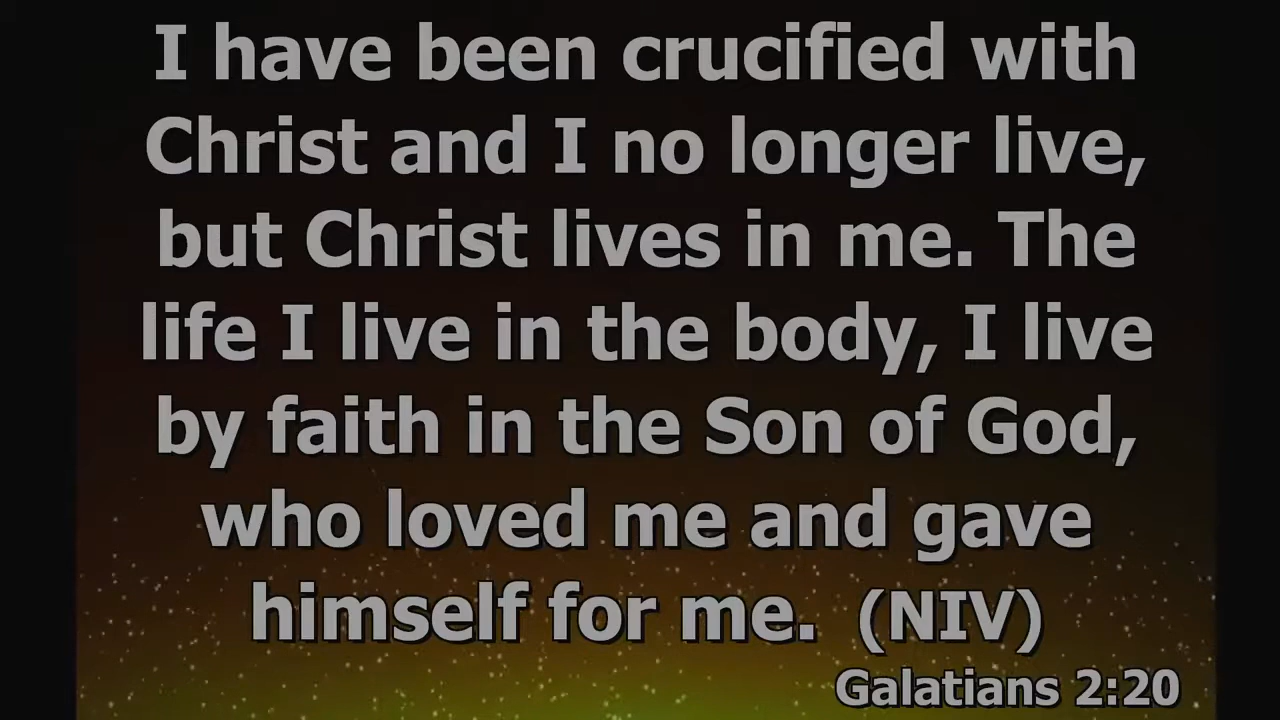 I have been crucified with
Christ and I no longer live,
but Christ lives in me. The
life I live in the body, I live
by faith in the Son of God,
who loved me and gave
himself for me. (NIV)
Galatians 2:20